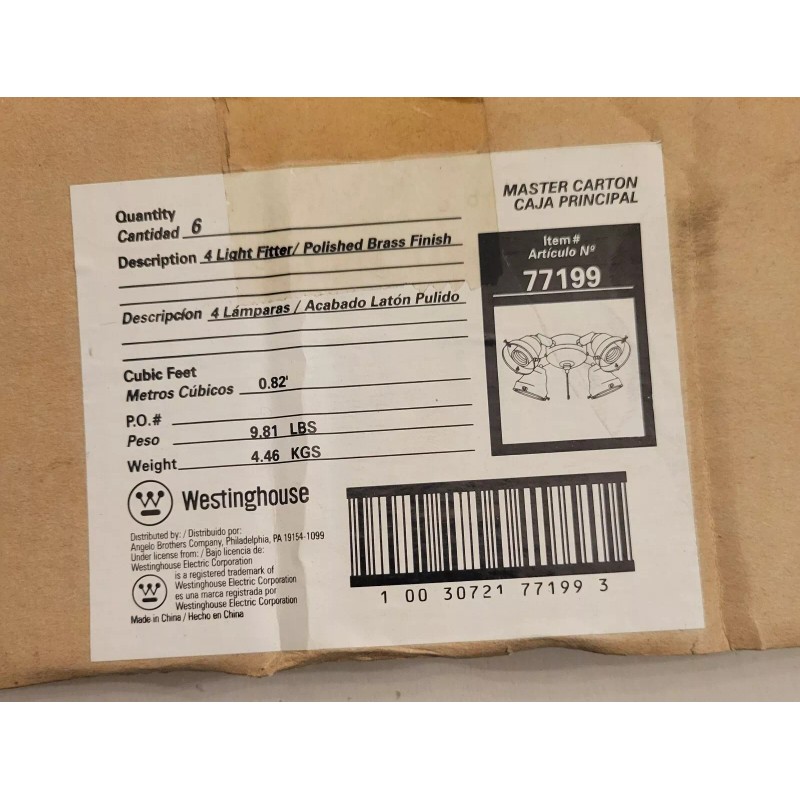 MASTER CARTON
CAJA PRINCIPAL
Quantity
Cantidad 6
Description 4 Light Fitter/ Polished Brass Finish
Descripcíon 4 Lámparas / Acabado Latón Pulido
Cubic Feet
Metros Cúbicos 0.82'
P.O.#
Peso 9.81 LBS
Weight 4.46 KGS
Item#
Artículo Nº
77199
W Westinghouse
Distributed by: / Distribuido por:
Angelo Brothers Company, Philadelphia, PA 19154-1099
Under license from: / Bajo licencia de:
Westinghouse Electric Corporation
W is a registered trademark of
Westinghouse Electric Corporation
es una marca registrada por
Westinghouse Electric Corporation
Made in China / Hecho en China
1 00 30721 77199 3